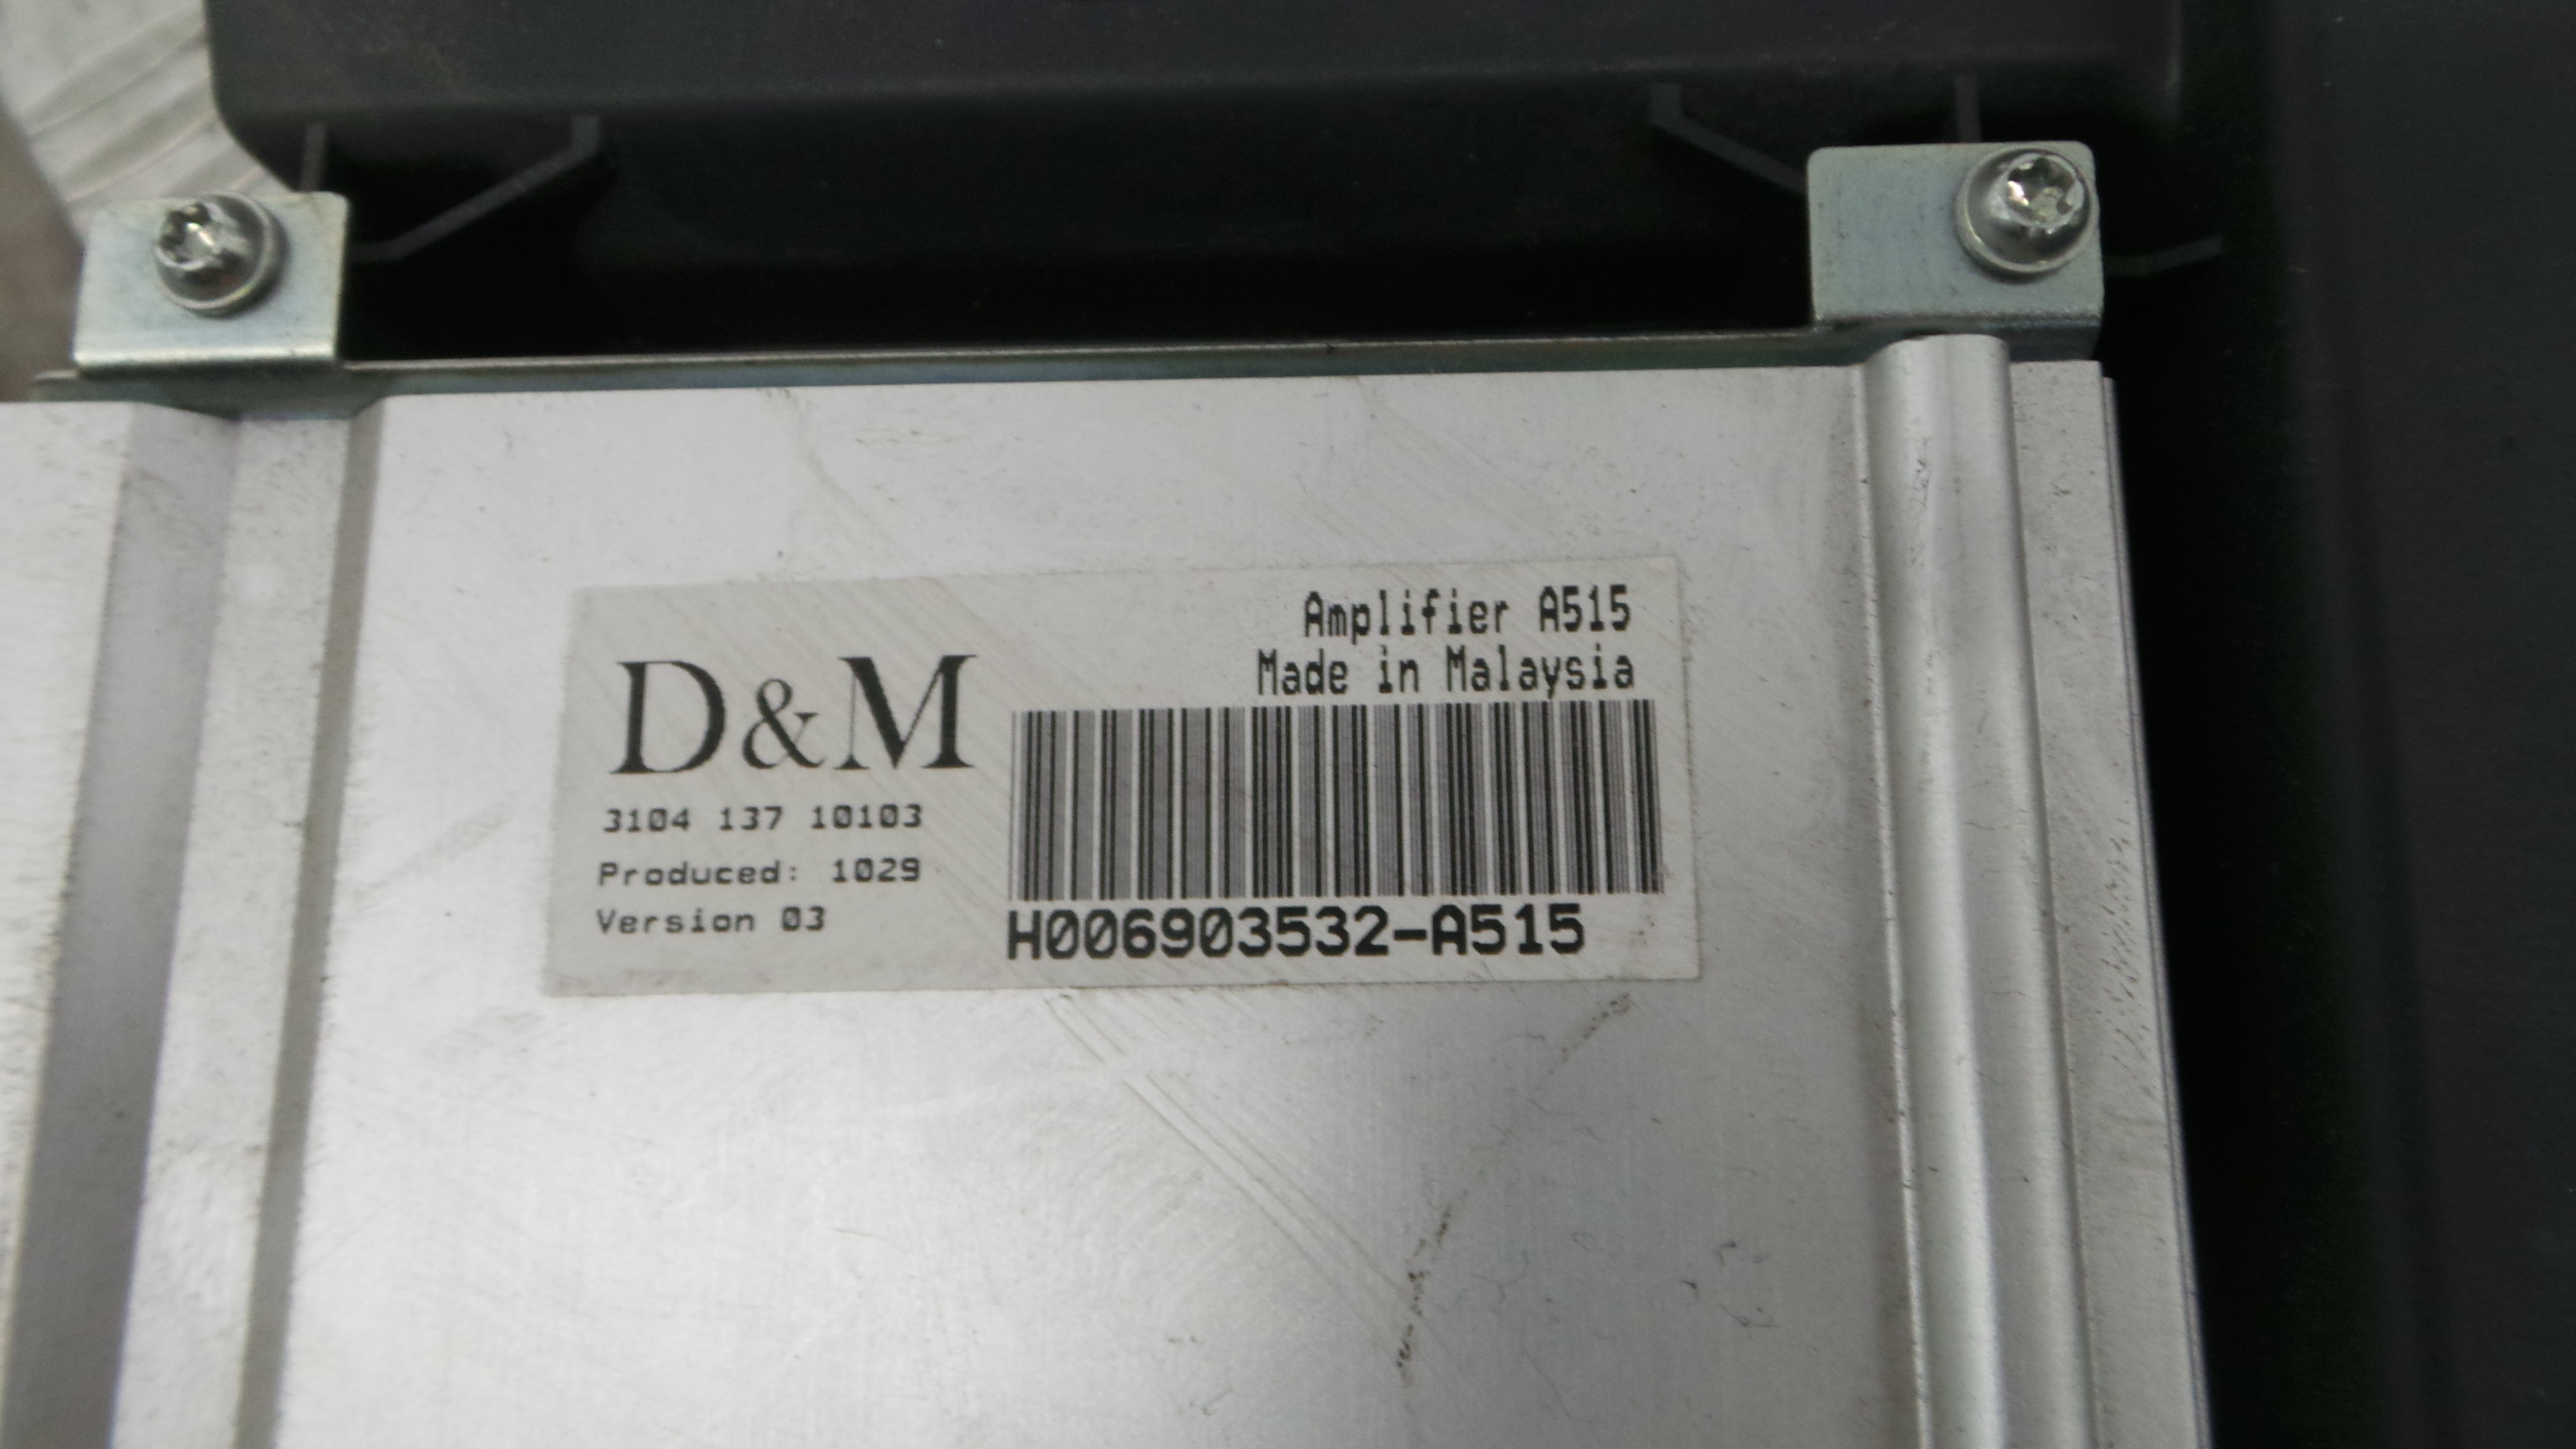 Amplifier A515
Made in Malaysia
D&M
3104 137 10103
Produced: 1029
Version 03
H006903532-A515